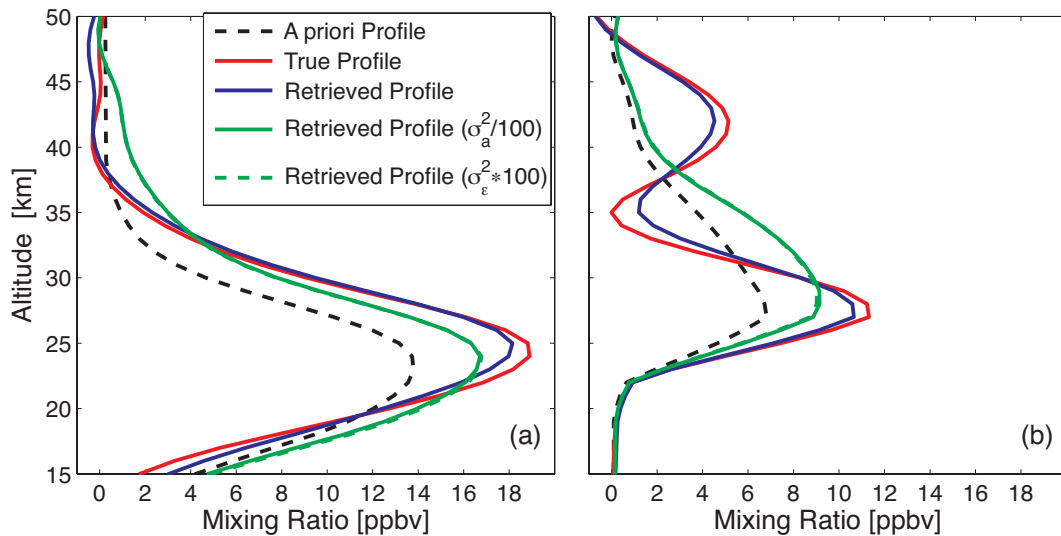 50
45
40
35
30
25
20
15
Altitude [km]
A priori Profile
True Profile
Retrieved Profile
Retrieved Profile (σ²ₐ/100)
Retrieved Profile (σ²_ε*100)
(a)
0 2 4 6 8 10 12 14 16 18
Mixing Ratio [ppbv]
(b)
0 2 4 6 8 10 12 14 16 18
Mixing Ratio [ppbv]